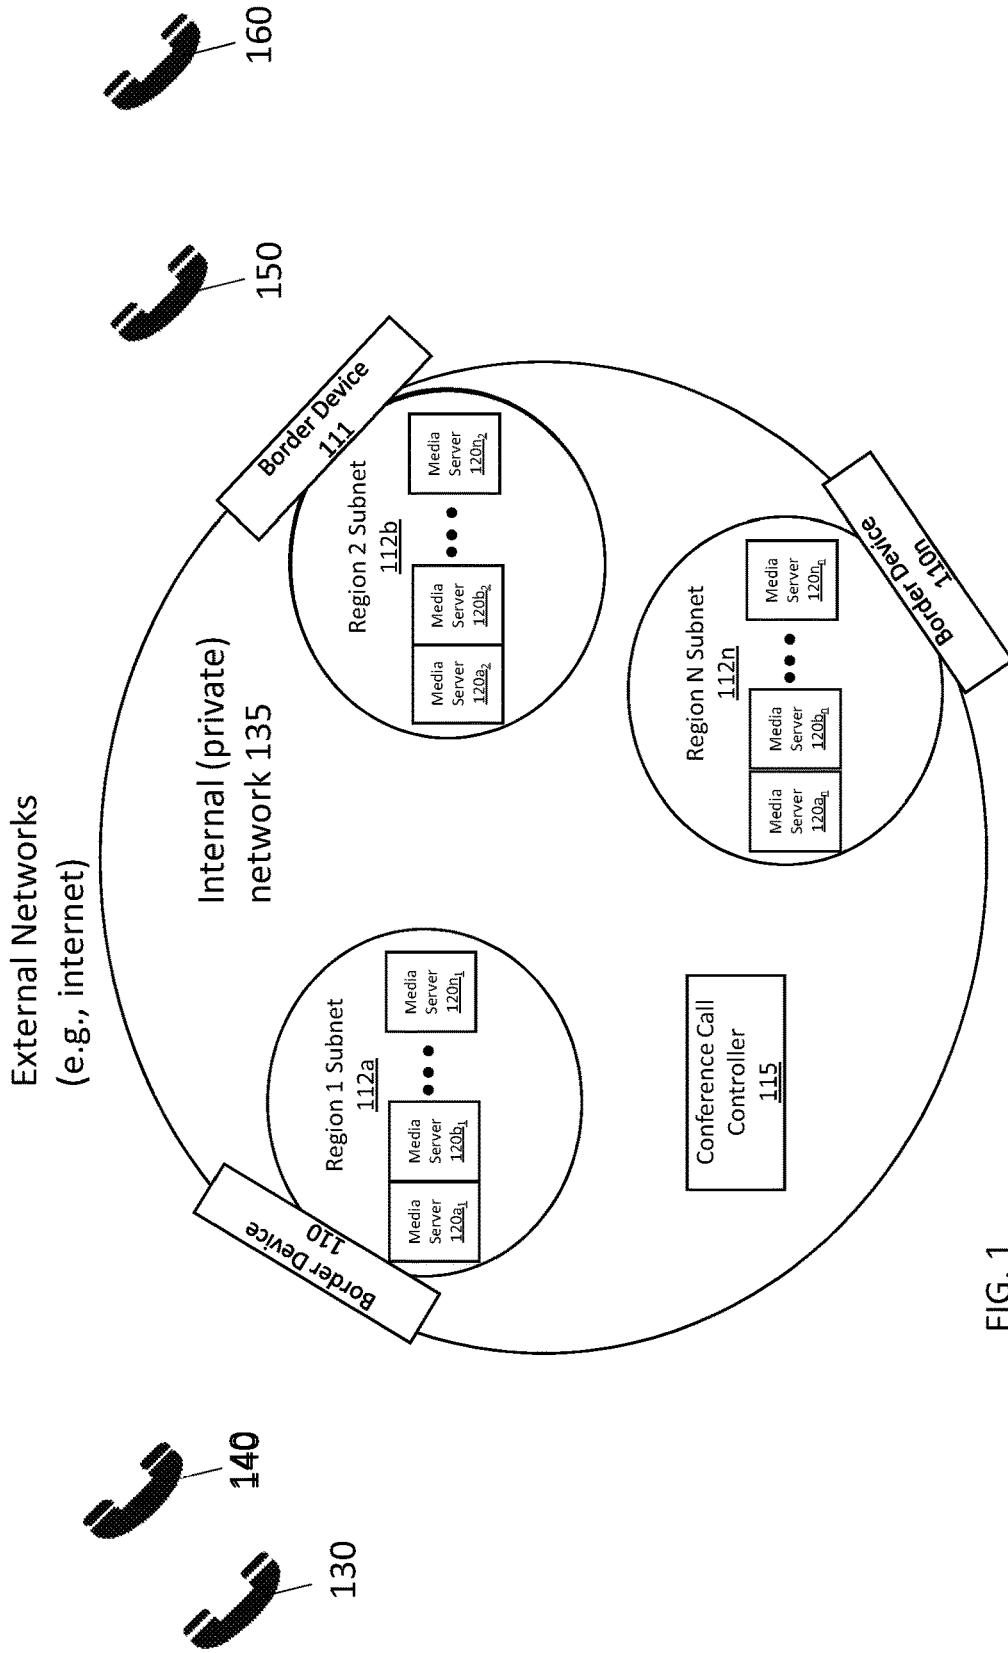 External Networks
(e.g., internet)
Internal (private)
network 135
Border Device
110
Border Device
111
Border Device
110n
Region 1 Subnet
112a
Media
Server
120a₁
Media
Server
120b₁
Media
Server
120n₁
Region 2 Subnet
112b
Media
Server
120a₂
Media
Server
120b₂
Media
Server
120n₂
Region N Subnet
112n
Media
Server
120aₙ
Media
Server
120bₙ
Media
Server
120nₙ
Conference Call
Controller
115
130
140
150
160
FIG. 1